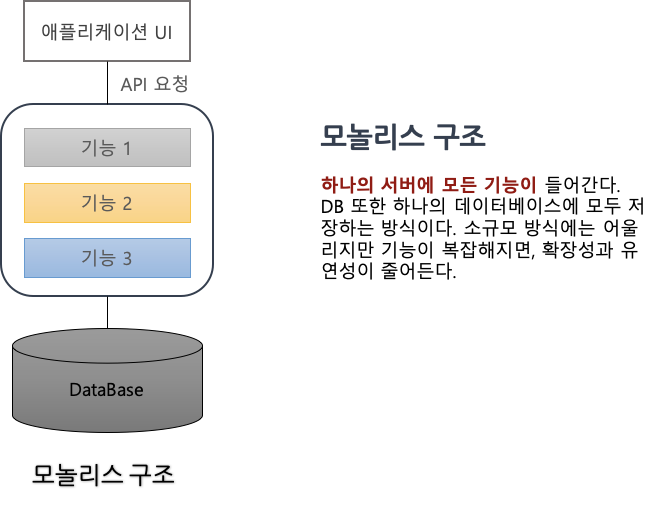 애플리케이션 UI
API 요청
기능 1
기능 2
기능 3
DataBase
모놀리스 구조
모놀리스 구조
하나의 서버에 모든 기능이 들어간다.
DB 또한 하나의 데이터베이스에 모두 저
장하는 방식이다. 소규모 방식에는 어울
리지만 기능이 복잡해지면, 확장성과 유
연성이 줄어든다.